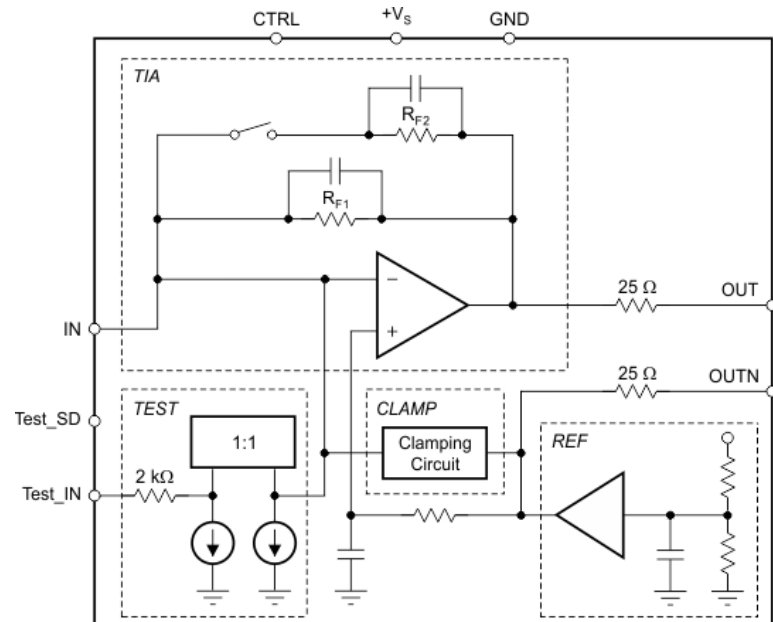 CTRL
+VS
GND
TIA
RF2
RF1
−
+
25 Ω
OUT
IN
25 Ω
OUTN
TEST
CLAMP
Test_SD
1:1
Clamping
Circuit
REF
2 kΩ
Test_IN